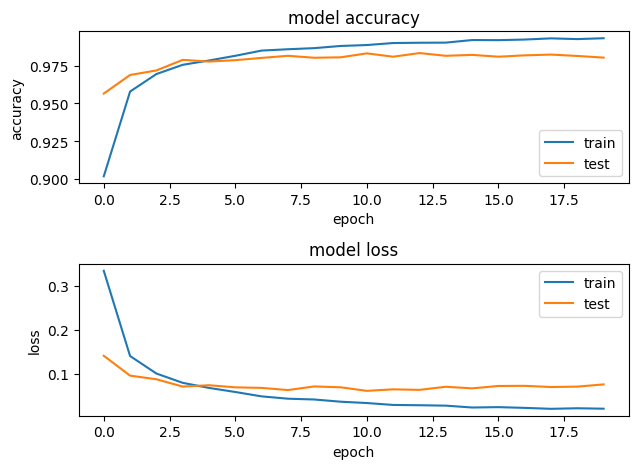 model accuracy
0.975
0.950
0.925
0.900
accuracy
train
test
0.0 2.5 5.0 7.5 10.0 12.5 15.0 17.5
epoch
model loss
0.3
0.2
0.1
loss
train
test
0.0 2.5 5.0 7.5 10.0 12.5 15.0 17.5
epoch